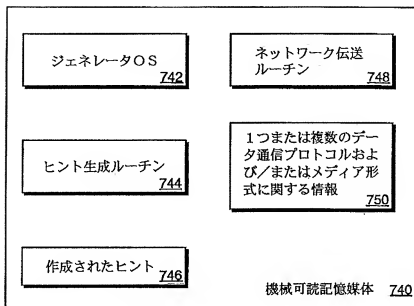 ジェネレータOS
742
ヒント生成ルーチン
744
作成されたヒント 746
ネットワーク伝送
ルーチン
748
1つまたは複数のデー
タ通信プロトコルおよ
び／またはメディア形
式に関する情報
750
機械可読記憶媒体 740